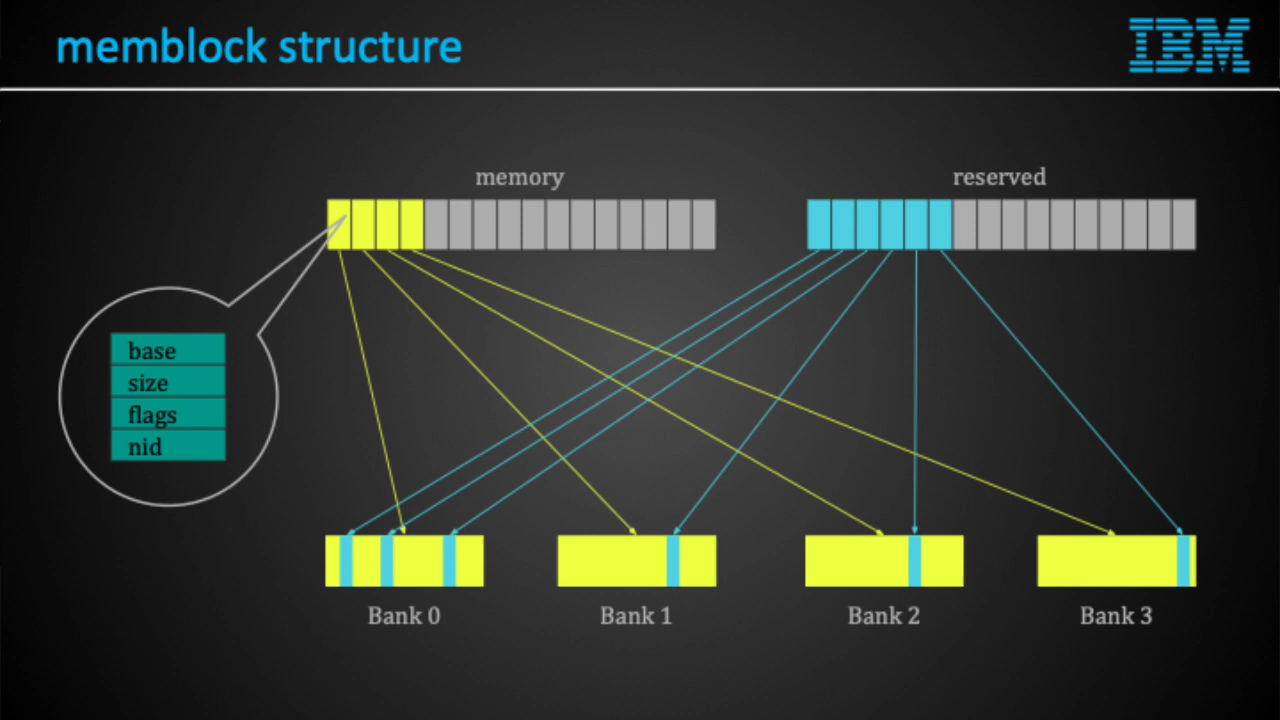 memblock structure
IBM
memory
reserved
base
size
flags
nid
Bank 0
Bank 1
Bank 2
Bank 3